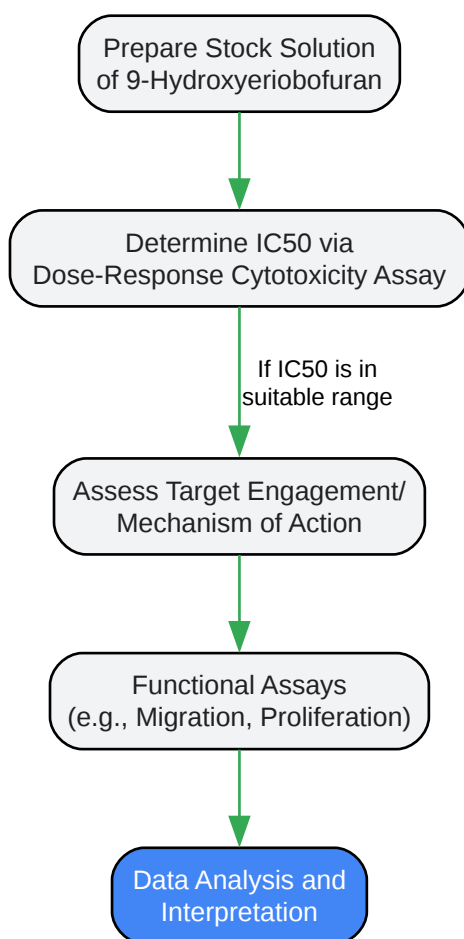 Prepare Stock Solution
of 9-Hydroxyeriobofuran
Determine IC50 via
Dose-Response Cytotoxicity Assay
If IC50 is in
suitable range
Assess Target Engagement/
Mechanism of Action
Functional Assays
(e.g., Migration, Proliferation)
Data Analysis and
Interpretation